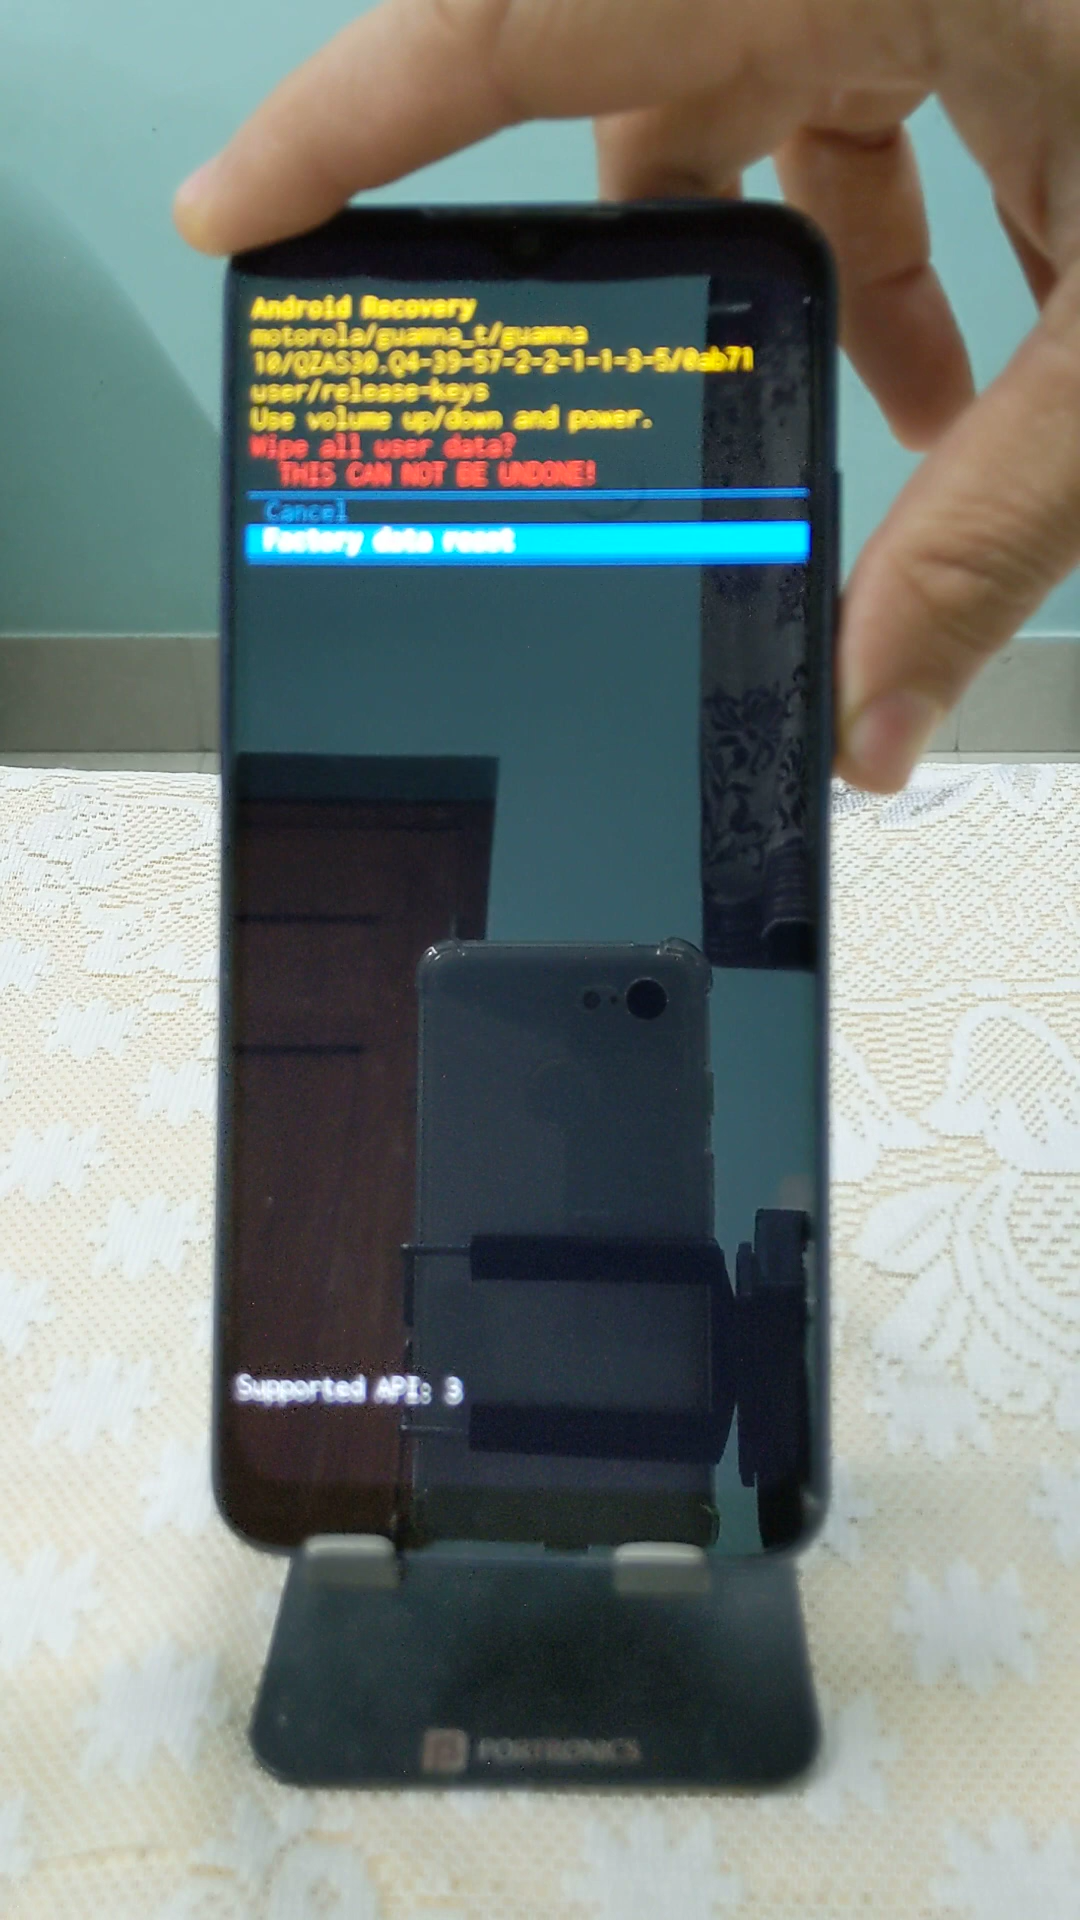 Android Recovery
motorola/guamna_t/guamna
10/QZAS30.Q4-39-57-2-2-1-1-3-5/0ab71
user/release-keys
Use volume up/down and power.
Wipe all user data?
THIS CAN NOT BE UNDONE!
Cancel
Factory data reset
Supported API: 3
PORTRONICS